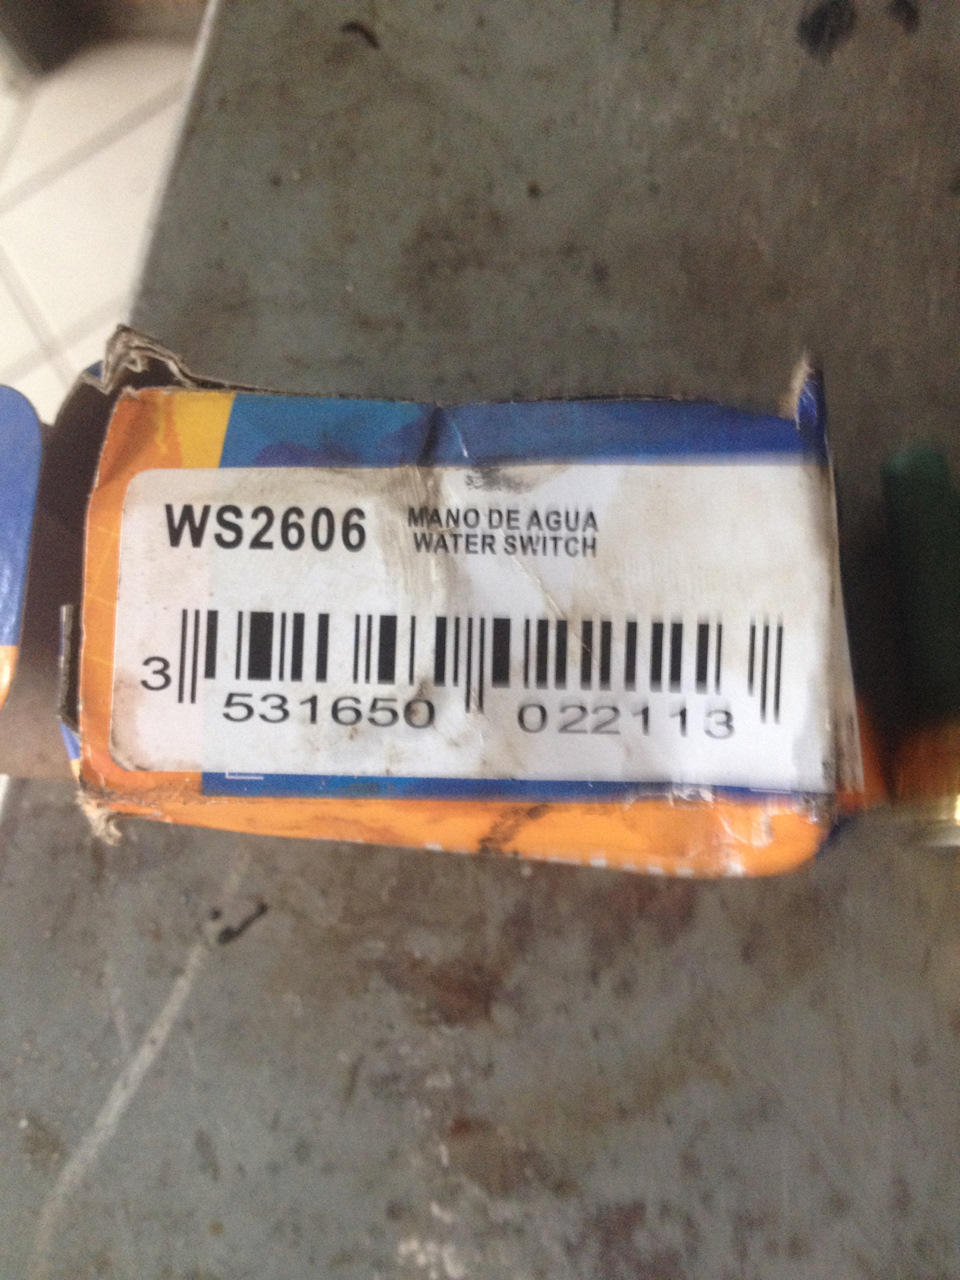 WS2606
MANO DE AGUA
WATER SWITCH
3 531650 022113